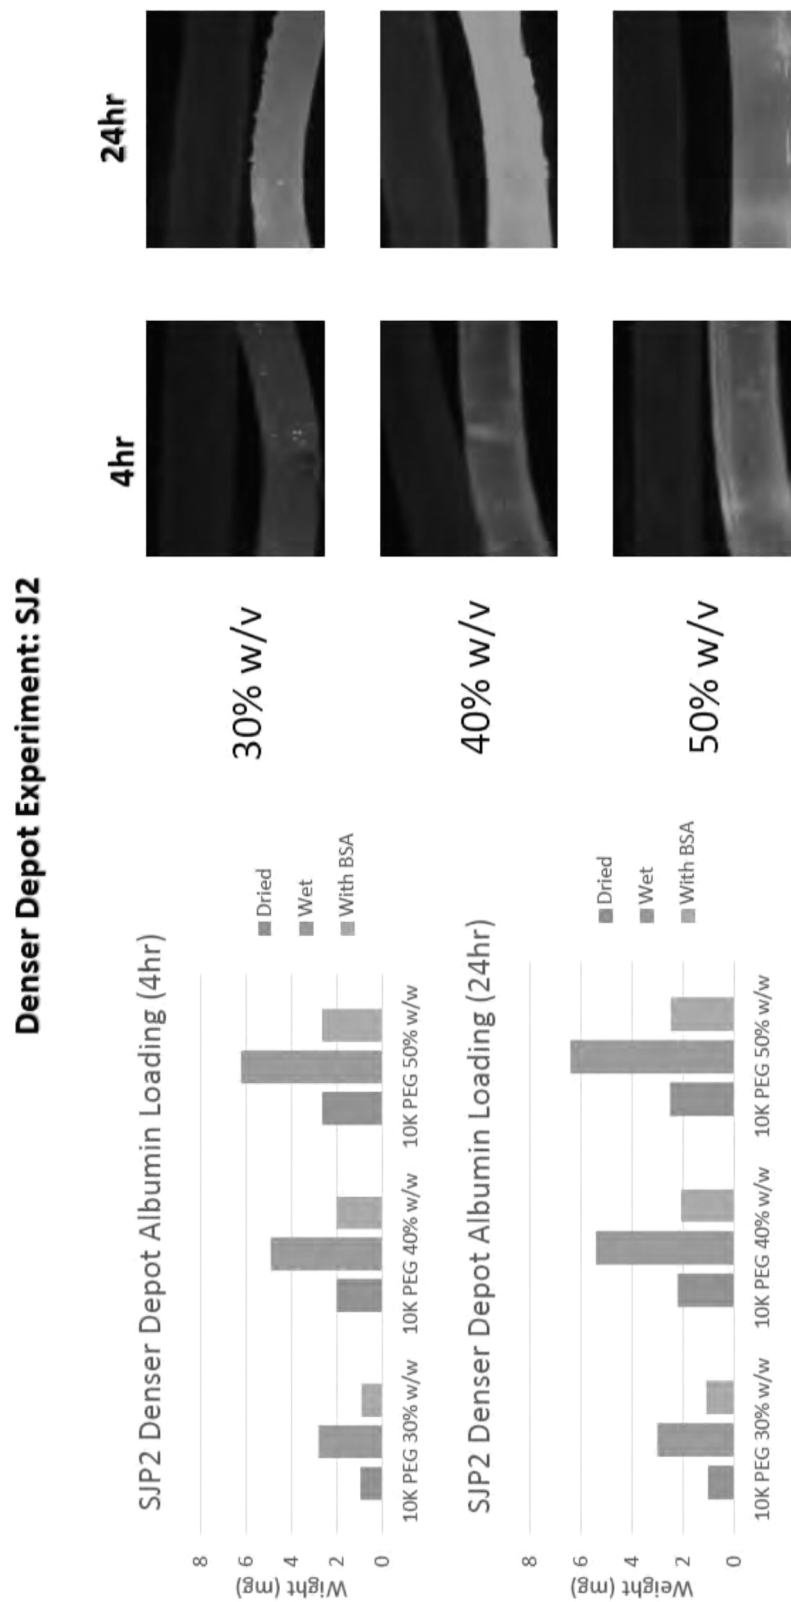 Denser Depot Experiment: SJ2
SJP2 Denser Depot Albumin Loading (4hr)
Wight (mg)
8
6
4
2
0
10K PEG 30% w/w
10K PEG 40% w/w
10K PEG 50% w/w
Dried
Wet
With BSA
SJP2 Denser Depot Albumin Loading (24hr)
Weight (mg)
8
6
4
2
0
10K PEG 30% w/w
10K PEG 40% w/w
10K PEG 50% w/w
Dried
Wet
With BSA
4hr
24hr
30% w/v
40% w/v
50% w/v